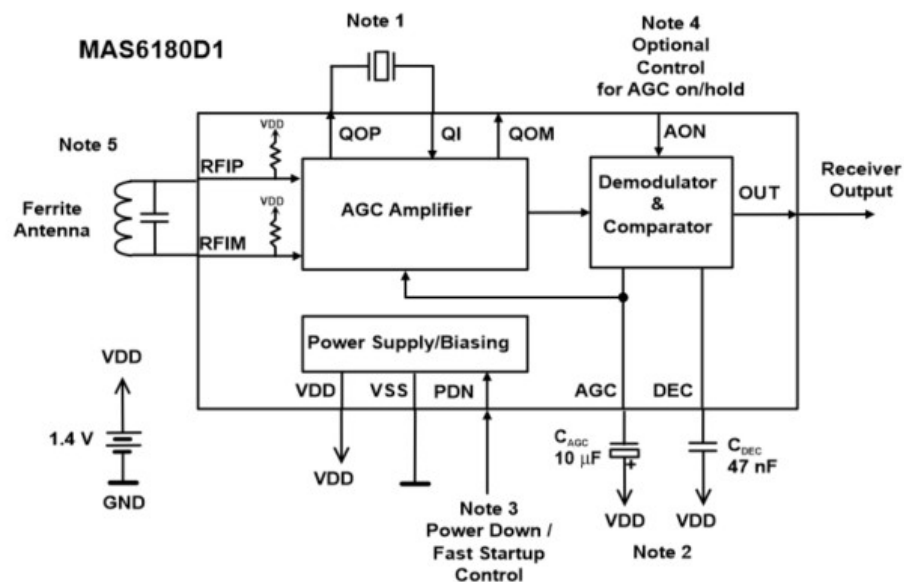 Note 1
MAS6180D1
Note 4
Optional
Control
for AGC on/hold
VDD
QOP
QI
QOM
AON
Note 5
RFIP
Receiver
Output
Ferrite
Antenna
VDD
AGC Amplifier
Demodulator
&
Comparator
OUT
RFIM
Power Supply/Biasing
VDD
VDD
VSS
PDN
AGC
DEC
1.4 V
GND
VDD
C_AGC
10 µF
+
C_DEC
47 nF
VDD
VDD
Note 3
Power Down /
Fast Startup
Control
Note 2